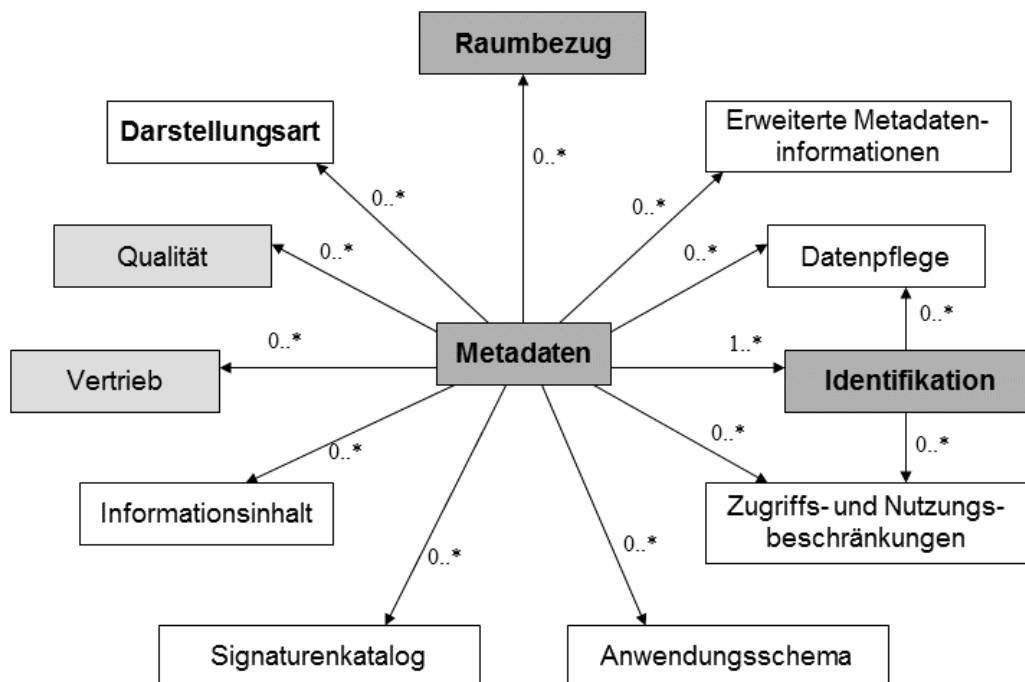 Raumbezug
Darstellungsart
Erweiterte Metadaten-
informationen
0..*
0..*
0..*
Qualität
0..*
0..*
Datenpflege
0..*
0..*
Metadaten
1..*
Vertrieb
Identifikation
0..*
0..*
0..*
Informationsinhalt
Zugriffs- und Nutzungs-
beschränkungen
0..*
0..*
Signaturenkatalog
Anwendungsschema